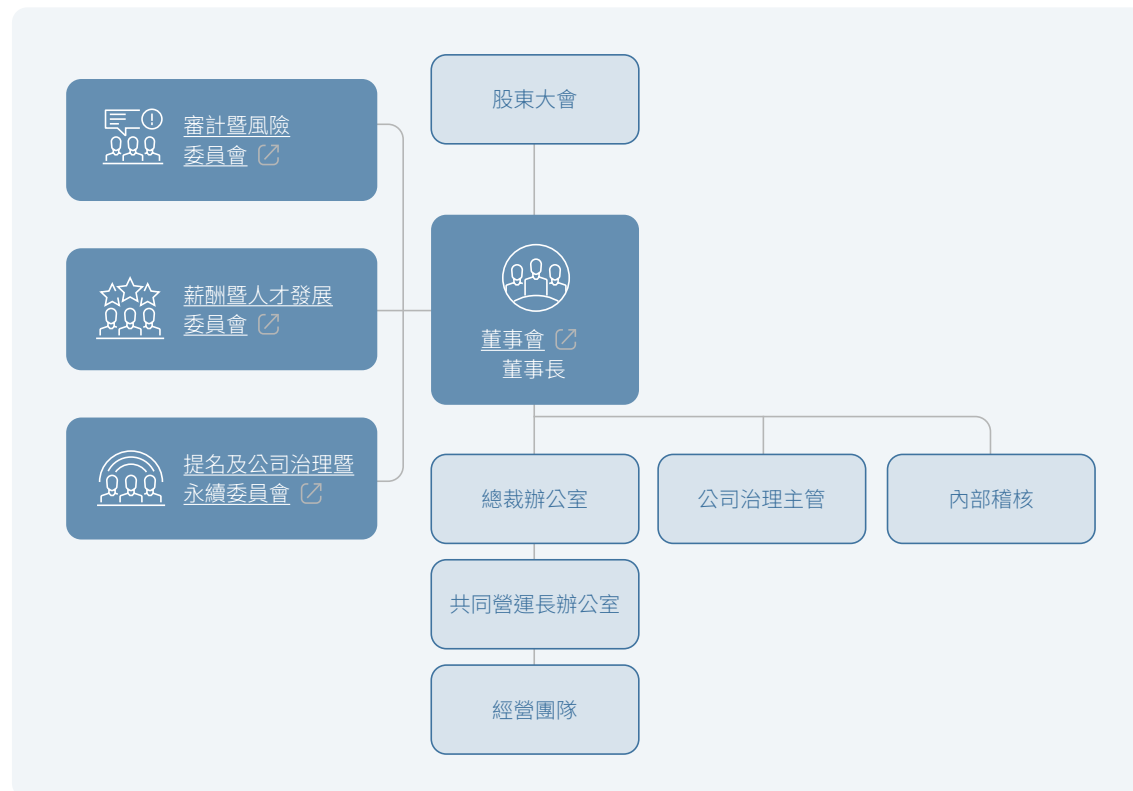 股東大會
審計暨風險
委員會
薪酬暨人才發展
委員會
提名及公司治理暨
永續委員會
董事會
董事長
總裁辦公室
公司治理主管
內部稽核
共同營運長辦公室
經營團隊